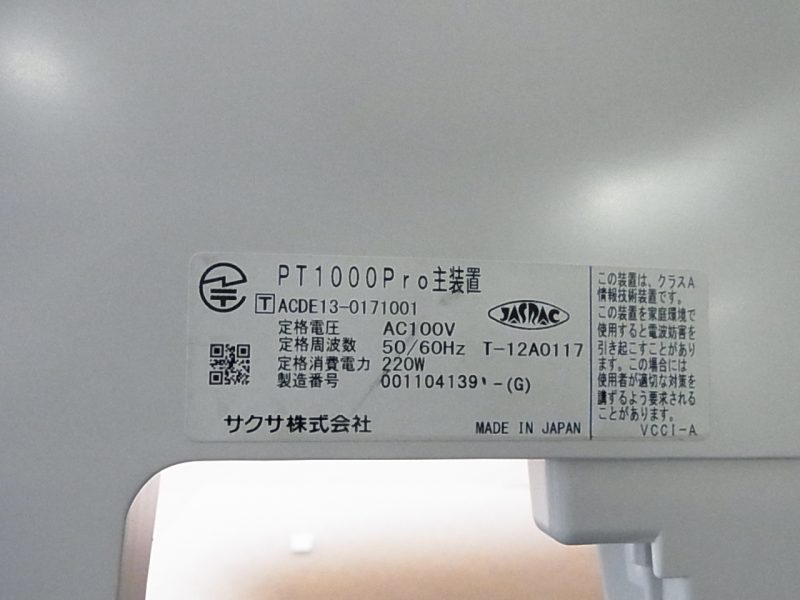 PT1000Pro主装置
T ACDE13-0171001
JASRAC
定格電圧 AC100V
定格周波数 50/60Hz T-12A0117
定格消費電力 220W
製造番号 001104139 -(G)
サクサ株式会社
MADE IN JAPAN
この装置は、クラスA
情報技術装置です。
この装置を家庭環境で
使用すると電波妨害を
引き起こすことがあり
ます。この場合には
使用者が適切な対策を
講ずるよう要求される
ことがあります。
VCCI-A